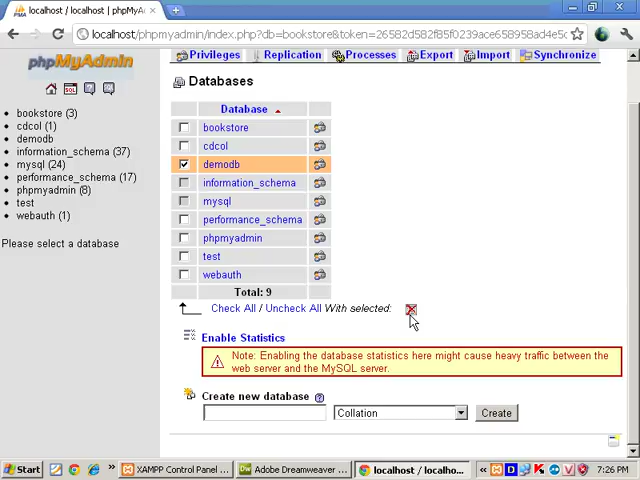 localhost / localhost | phpMyAd
PMA
localhost/phpmyadmin/index.php?db=bookstore&token=26582d582f85f0239ace658958ad4e5d
phpMyAdmin
SQL
bookstore (3)
cdcol (1)
demodb
information_schema (37)
mysql (24)
performance_schema (17)
phpmyadmin (8)
test
webauth (1)
Please select a database
Privileges Replication Processes Export Import Synchronize
Databases
Database
bookstore
cdcol
demodb
information_schema
mysql
performance_schema
phpmyadmin
test
webauth
Total: 9
Check All / Uncheck All With selected:
Enable Statistics
Note: Enabling the database statistics here might cause heavy traffic between the
web server and the MySQL server.
Create new database
Collation
Create
Start
XAMPP Control Panel ...
Adobe Dreamweaver ...
localhost / localho...
7:26 PM